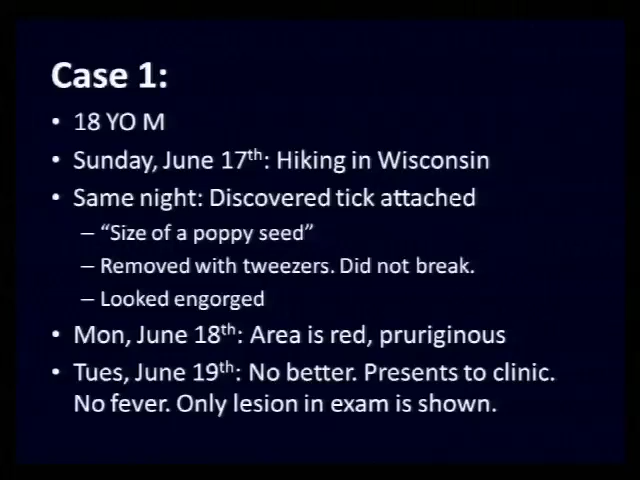 Case 1:
• 18 YO M
• Sunday, June 17th: Hiking in Wisconsin
• Same night: Discovered tick attached
– “Size of a poppy seed”
– Removed with tweezers. Did not break.
– Looked engorged
• Mon, June 18th: Area is red, pruriginous
• Tues, June 19th: No better. Presents to clinic.
No fever. Only lesion in exam is shown.